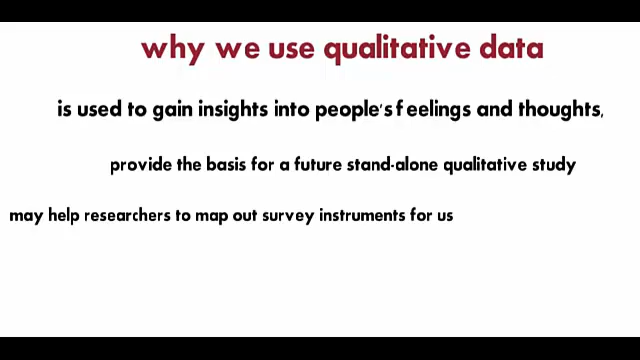 why we use qualitative data
is used to gain insights into people's feelings and thoughts,
provide the basis for a future stand-alone qualitative study
may help researchers to map out survey instruments for us